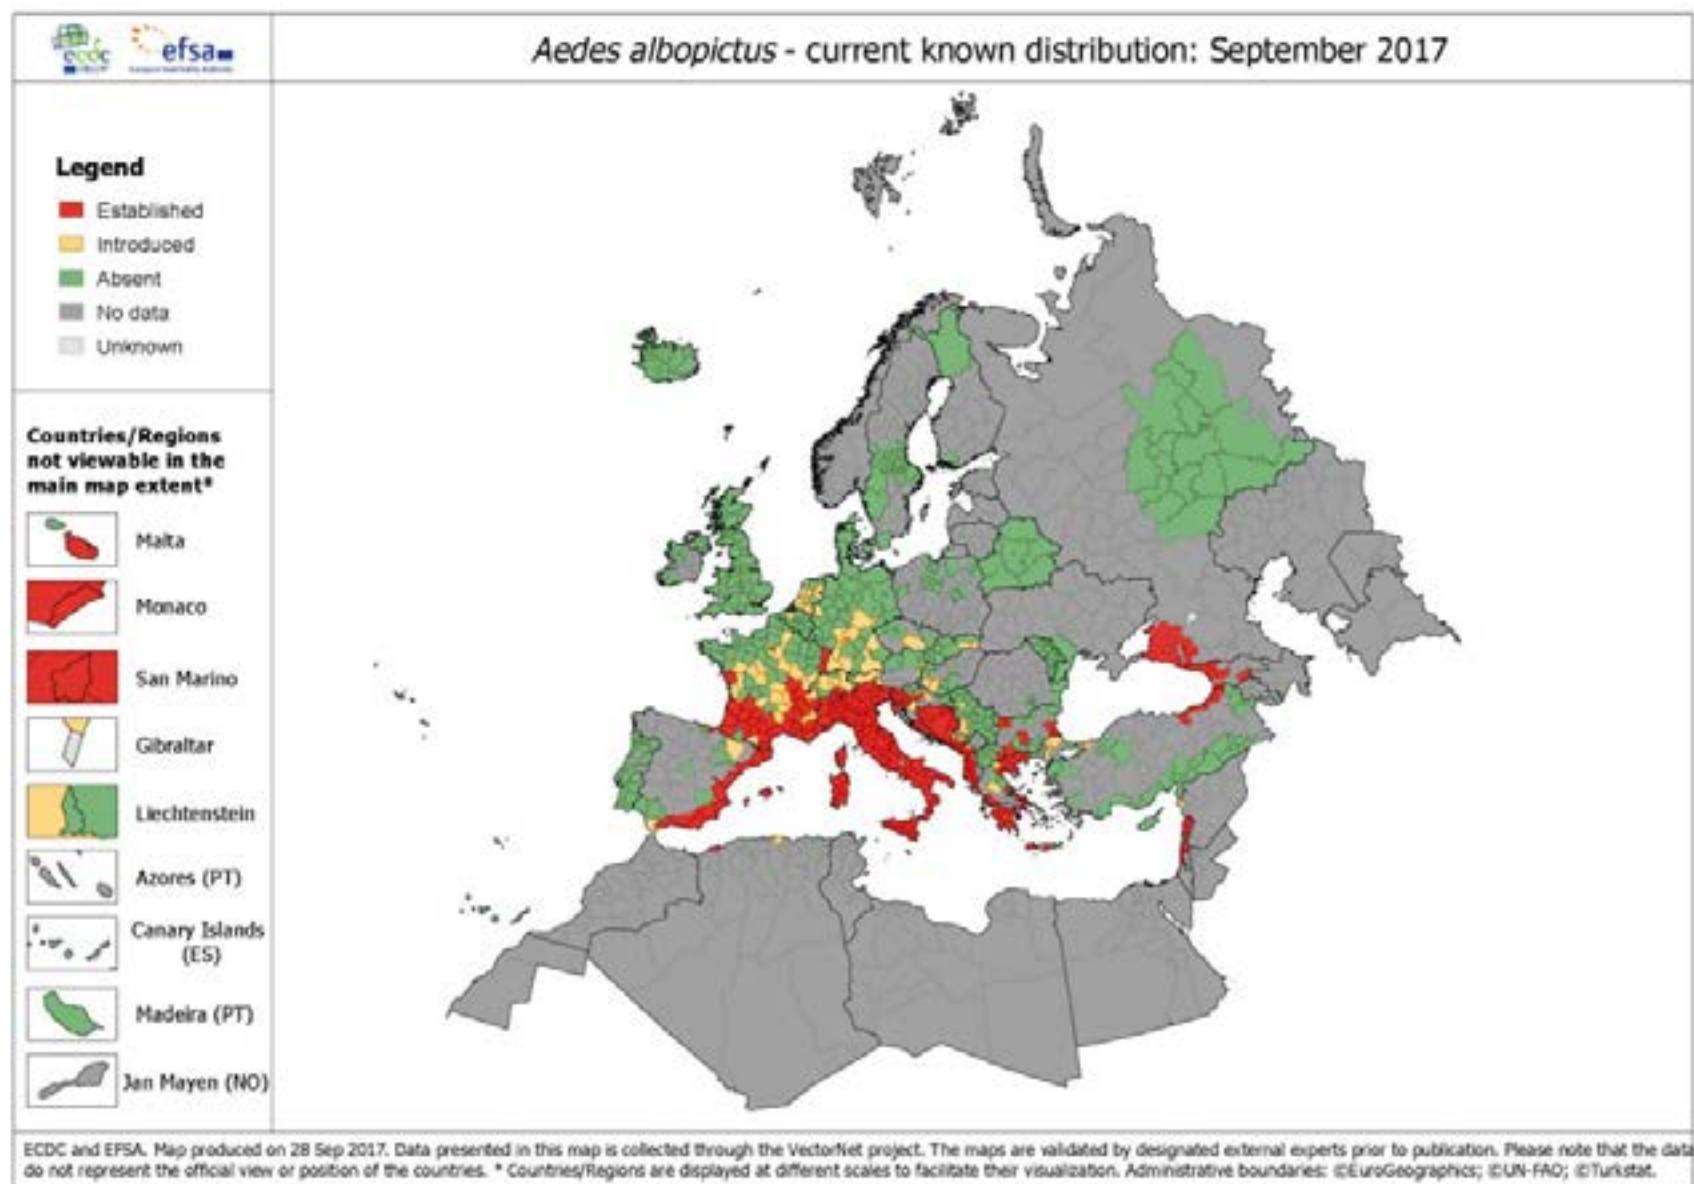 ecdc
efsa
Aedes albopictus - current known distribution: September 2017
Legend
Established
Introduced
Absent
No data
Unknown
Countries/Regions
not viewable in the
main map extent*
Malta
Monaco
San Marino
Gibraltar
Liechtenstein
Azores (PT)
Canary Islands
(ES)
Madeira (PT)
Jan Mayen (NO)
ECDC and EFSA. Map produced on 28 Sep 2017. Data presented in this map is collected through the VectorNet project. The maps are validated by designated external experts prior to publication. Please note that the data
do not represent the official view or position of the countries. * Countries/Regions are displayed at different scales to facilitate their visualization. Administrative boundaries: ©EuroGeographics; ©UN-FAO; ©Turkstat.